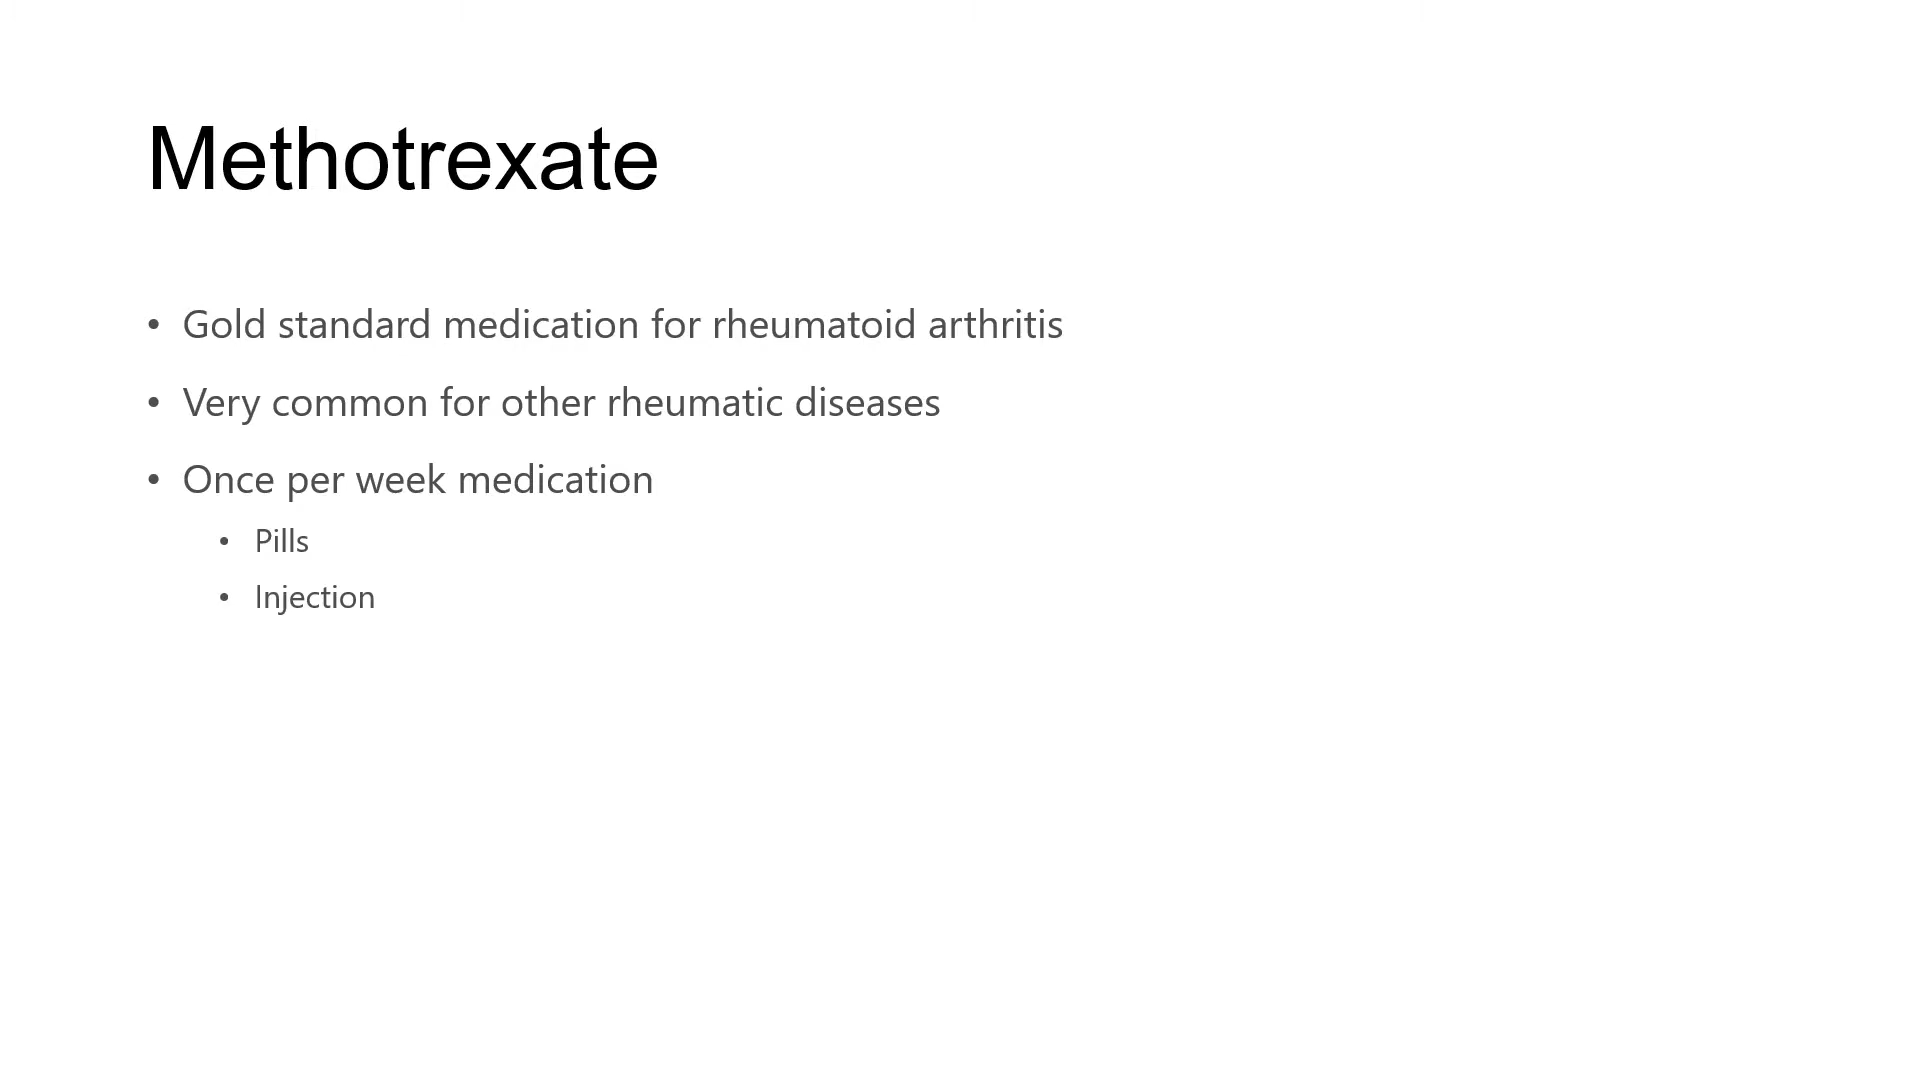 Methotrexate
• Gold standard medication for rheumatoid arthritis
• Very common for other rheumatic diseases
• Once per week medication
• Pills
• Injection